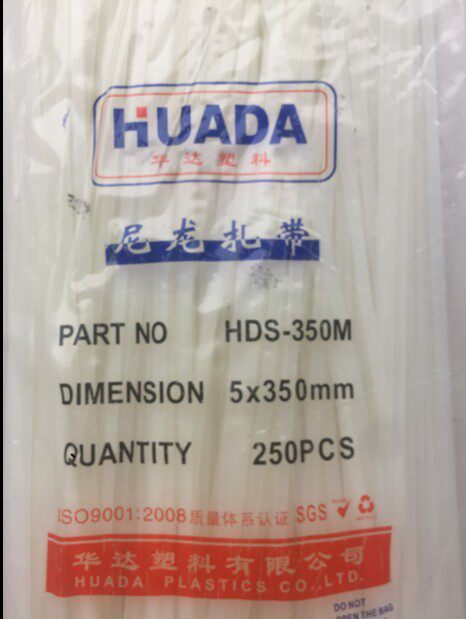 HUADA
华达塑料
尼龙扎带
PART NO HDS-350M
DIMENSION 5x350mm
QUANTITY 250PCS
ISO9001:2008质量体系认证 SGS
华达塑料有限公司
HUADA PLASTICS CO.,LTD.
DO NOT
OPEN THE BAG